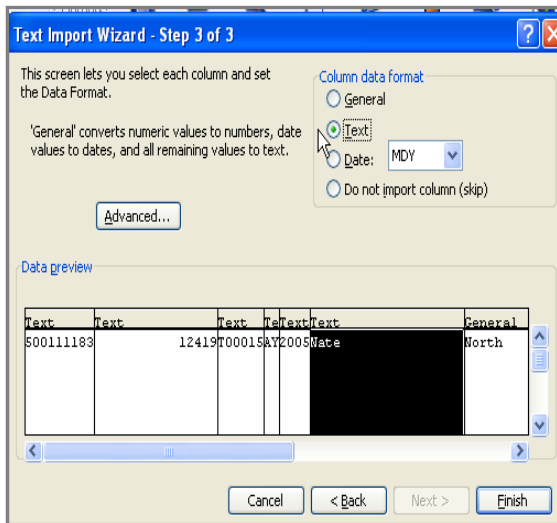 Text Import Wizard - Step 3 of 3
This screen lets you select each column and set
the Data Format.
'General' converts numeric values to numbers, date
values to dates, and all remaining values to text.
Advanced...
Column data format
General
Text
Date: MDY
Do not import column (skip)
Data preview
Text Text Text Te Text Text General
500111183 12419 T00015 AY 2005 Nate North
Cancel < Back Next > Finish